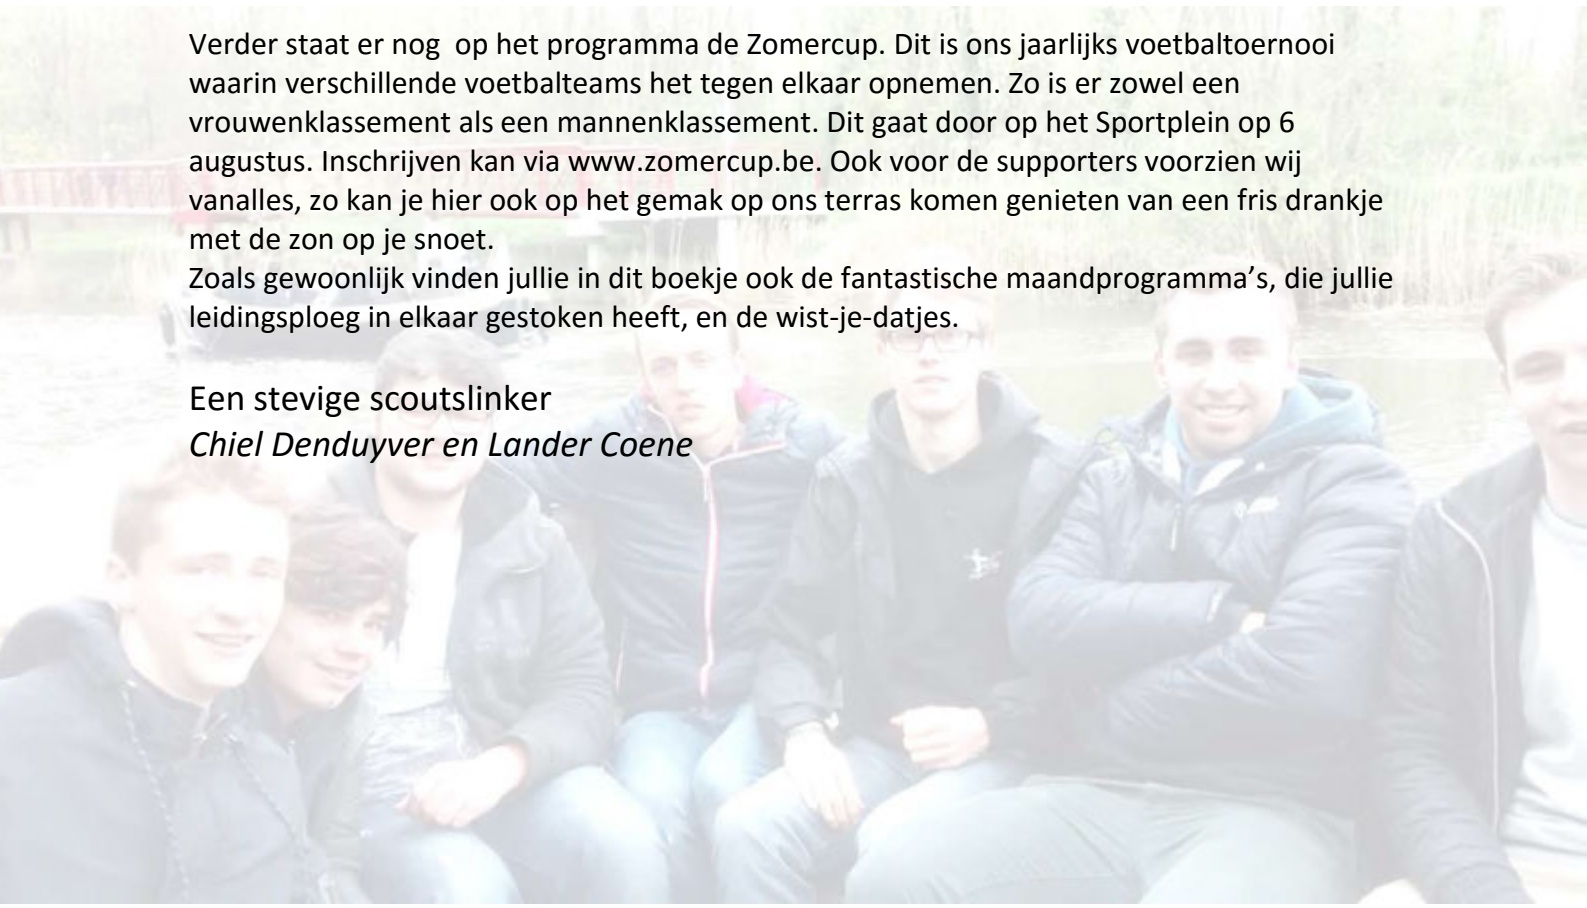 Verder staat er nog  op het programma de Zomercup. Dit is ons jaarlijks voetbaltoernooi
waarin verschillende voetbalteams het tegen elkaar opnemen. Zo is er zowel een
vrouwenklassement als een mannenklassement. Dit gaat door op het Sportplein op 6
augustus. Inschrijven kan via www.zomercup.be. Ook voor de supporters voorzien wij
vanalles, zo kan je hier ook op het gemak op ons terras komen genieten van een fris drankje
met de zon op je snoet.
Zoals gewoonlijk vinden jullie in dit boekje ook de fantastische maandprogramma’s, die jullie
leidingsploeg in elkaar gestoken heeft, en de wist-je-datjes.
Een stevige scoutslinker
Chiel Denduyver en Lander Coene